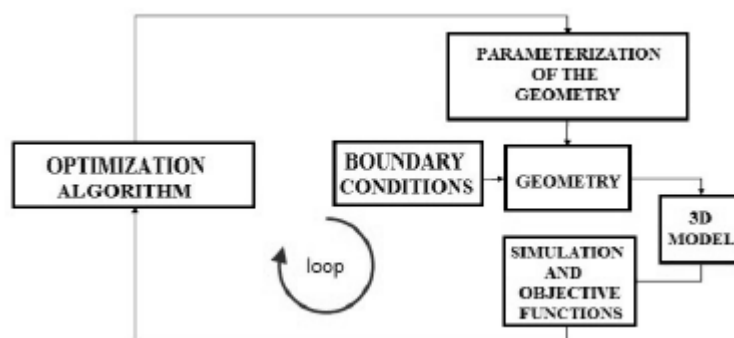 PARAMETERIZATION
OF THE
GEOMETRY
OPTIMIZATION
ALGORITHM
BOUNDARY
CONDITIONS
GEOMETRY
3D
MODEL
SIMULATION
AND
OBJECTIVE
FUNCTIONS
loop